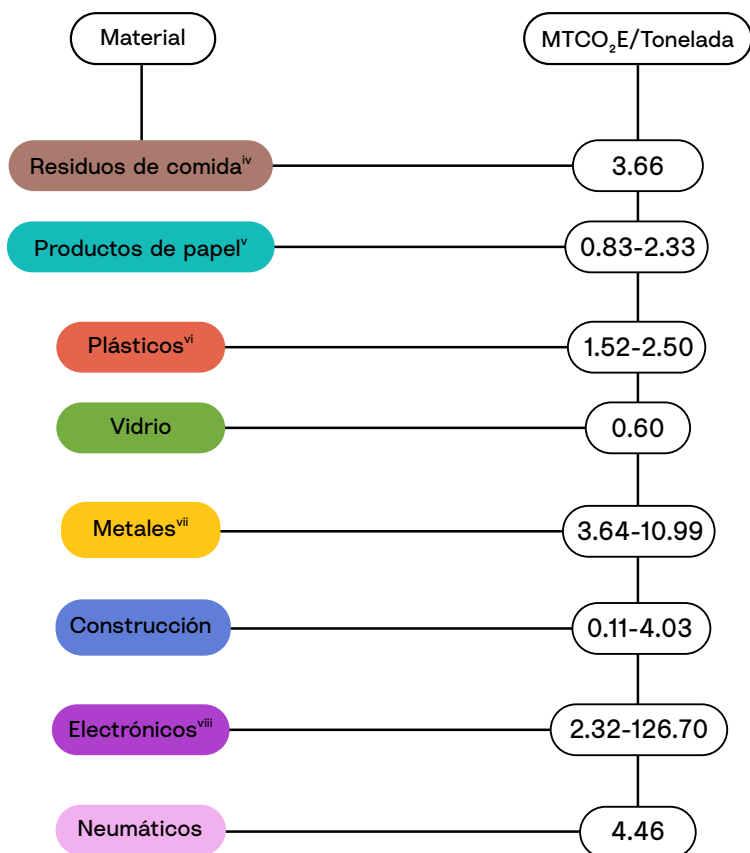 Material
MTCO₂E/Tonelada
Residuos de comidaⁱᵛ
3.66
Productos de papelᵛ
0.83-2.33
Plásticosᵛⁱ
1.52-2.50
Vidrio
0.60
Metalesᵛⁱⁱ
3.64-10.99
Construcción
0.11-4.03
Electrónicosᵛⁱⁱⁱ
2.32-126.70
Neumáticos
4.46